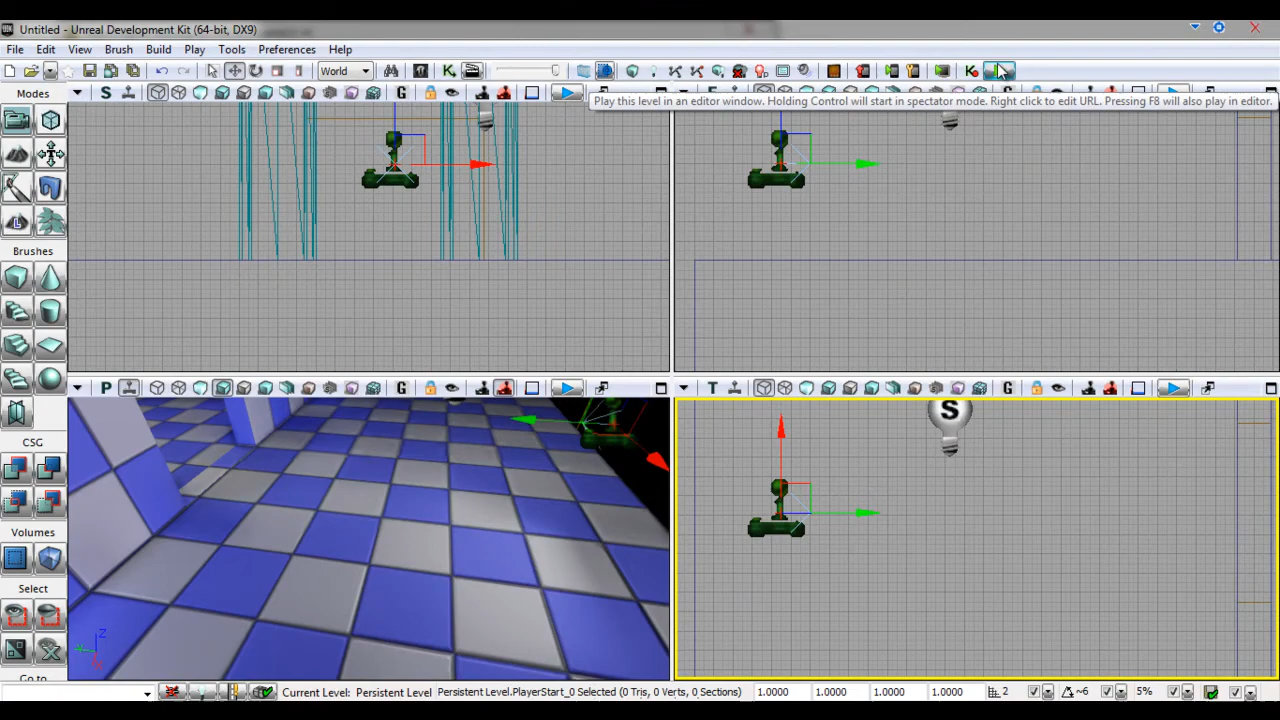 Untitled - Unreal Development Kit (64-bit, DX9)
File Edit View Brush Build Play Tools Preferences Help
World
Modes
S G
Play this level in an editor window. Holding Control will start in spectator mode. Right click to edit URL. Pressing F8 will also play in editor.
Brushes
P G
T G
S
CSG
Volumes
Select
Z
X
Go to
Current Level: Persistent Level Persistent Level.PlayerStart_0 Selected (0 Tris, 0 Verts, 0 Sections) 1.0000 1.0000 1.0000 1.0000 2 ~6 5%